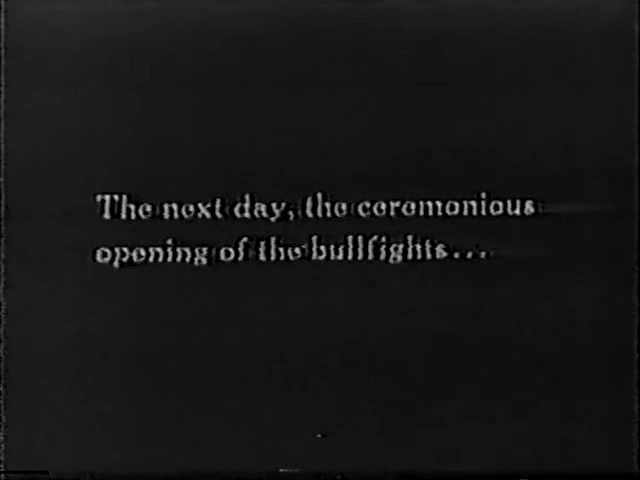 The next day, the ceremonious
opening of the bullfights...